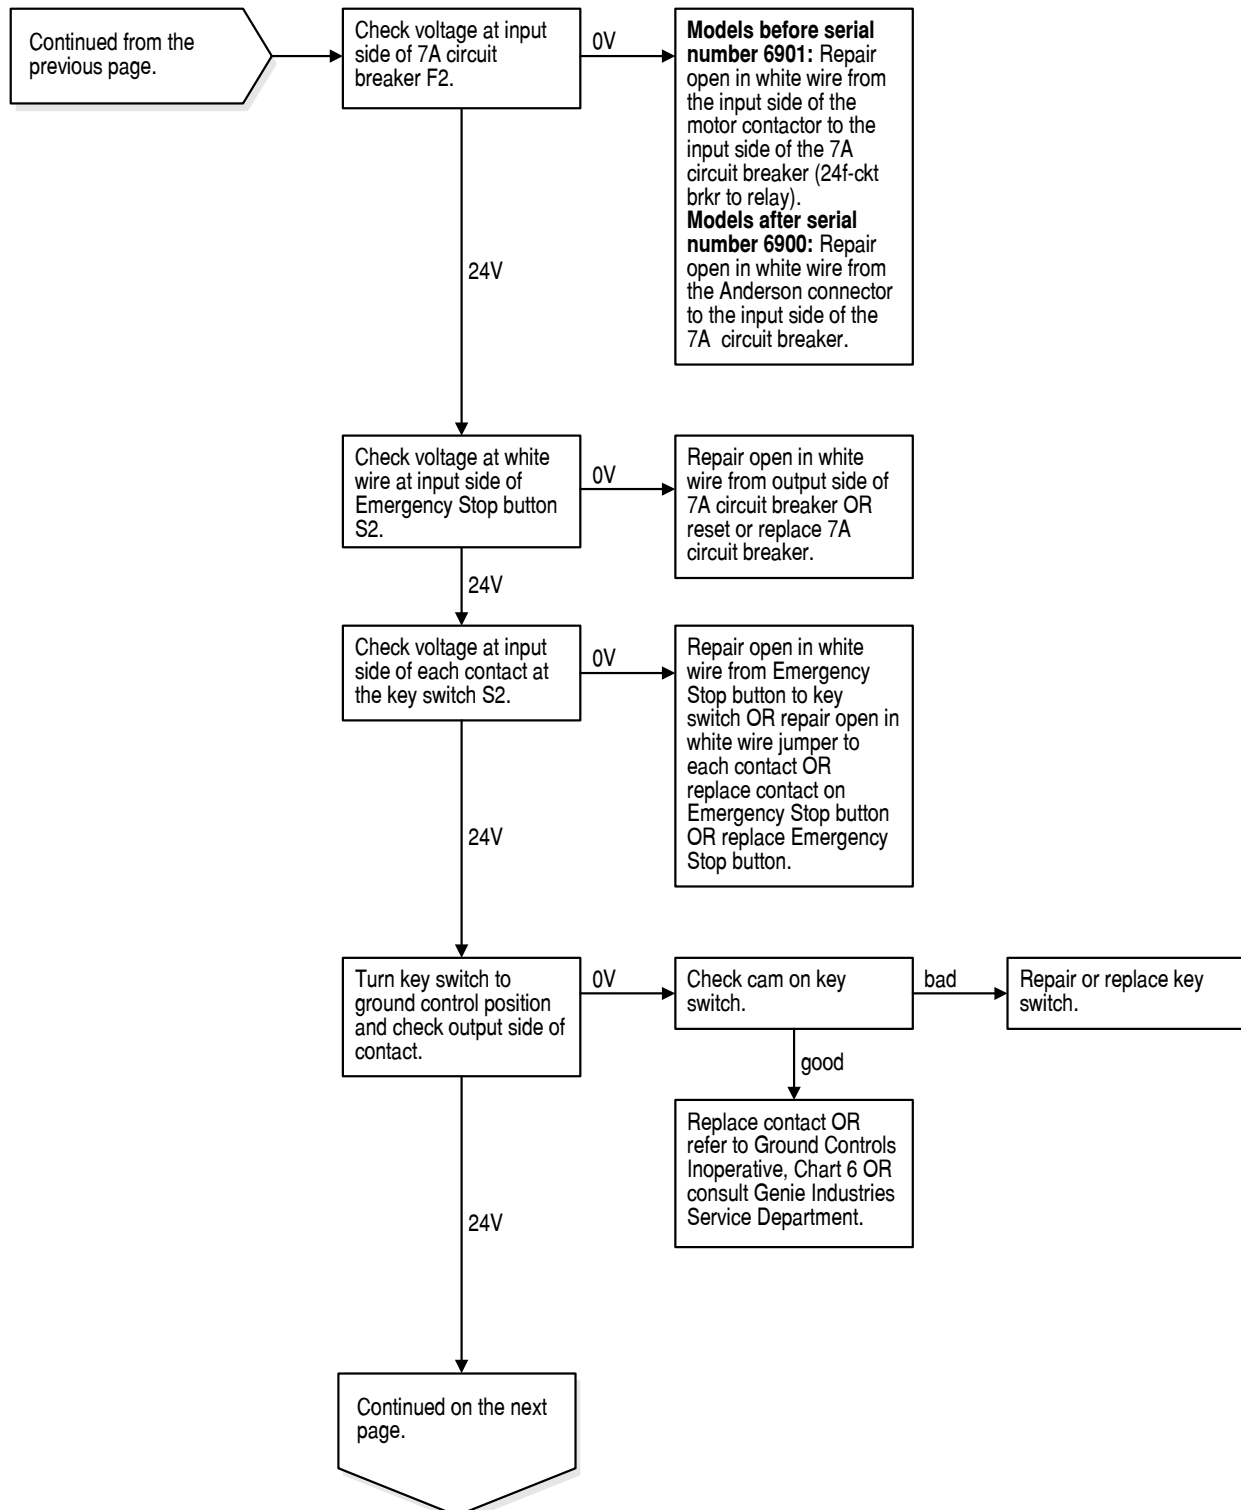 Continued from the
previous page.
Check voltage at input
side of 7A circuit
breaker F2.
0V
Models before serial
number 6901: Repair
open in white wire from
the input side of the
motor contactor to the
input side of the 7A
circuit breaker (24f-ckt
brkr to relay).
Models after serial
number 6900: Repair
open in white wire from
the Anderson connector
to the input side of the
7A circuit breaker.
24V
Check voltage at white
wire at input side of
Emergency Stop button
S2.
0V
Repair open in white
wire from output side of
7A circuit breaker OR
reset or replace 7A
circuit breaker.
24V
Check voltage at input
side of each contact at
the key switch S2.
0V
Repair open in white
wire from Emergency
Stop button to key
switch OR repair open in
white wire jumper to
each contact OR
replace contact on
Emergency Stop button
OR replace Emergency
Stop button.
24V
Turn key switch to
ground control position
and check output side of
contact.
0V
Check cam on key
switch.
bad
Repair or replace key
switch.
good
Replace contact OR
refer to Ground Controls
Inoperative, Chart 6 OR
consult Genie Industries
Service Department.
24V
Continued on the next
page.